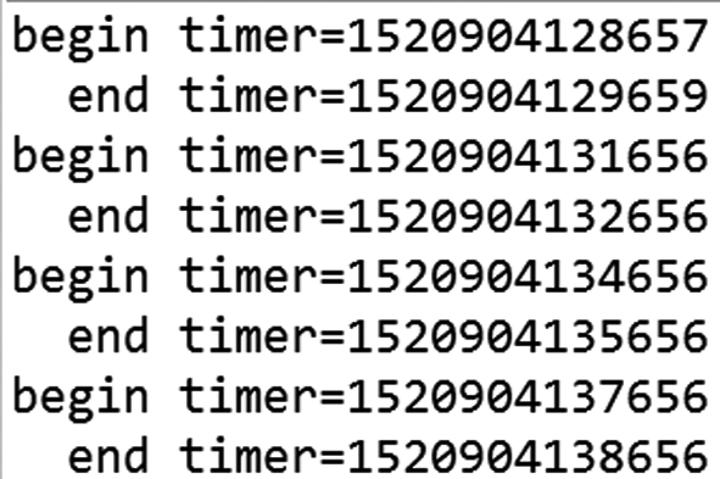 begin timer=1520904128657
  end timer=1520904129659
begin timer=1520904131656
  end timer=1520904132656
begin timer=1520904134656
  end timer=1520904135656
begin timer=1520904137656
  end timer=1520904138656